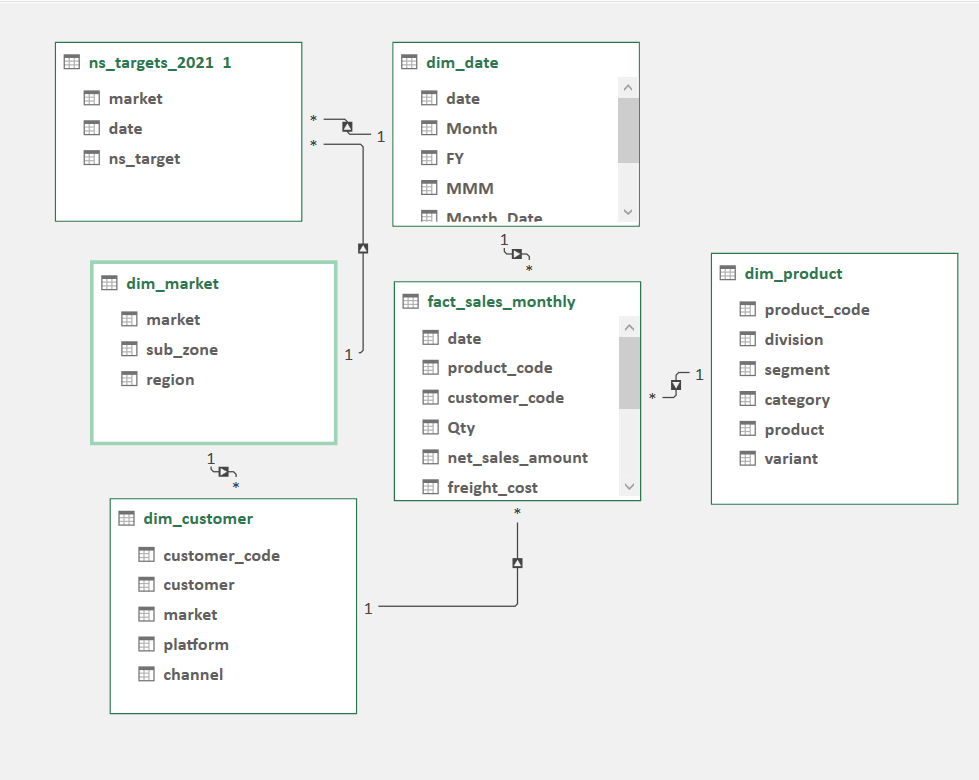 ns_targets_2021 1
market
date
ns_target
dim_date
date
Month
FY
MMM
Month_Date
*
1
*
1
dim_market
market
sub_zone
region
1
*
1
*
fact_sales_monthly
date
product_code
customer_code
Qty
net_sales_amount
freight_cost
*
1
dim_product
product_code
division
segment
category
product
variant
dim_customer
customer_code
customer
market
platform
channel
1
*